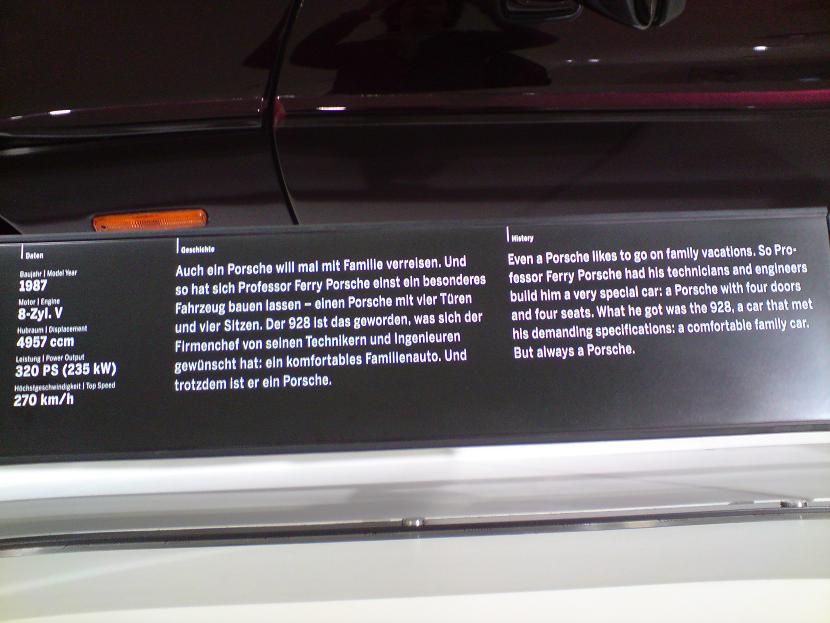 Daten
Baujahr | Model Year
1987
Motor | Engine
8-Zyl. V
Hubraum | Displacement
4957 ccm
Leistung | Power Output
320 PS (235 kW)
Höchstgeschwindigkeit | Top Speed
270 km/h
Geschichte
Auch ein Porsche will mal mit Familie verreisen. Und
so hat sich Professor Ferry Porsche einst ein besonderes
Fahrzeug bauen lassen – einen Porsche mit vier Türen
und vier Sitzen. Der 928 ist das geworden, was sich der
Firmenchef von seinen Technikern und Ingenieuren
gewünscht hat: ein komfortables Familienauto. Und
trotzdem ist er ein Porsche.
History
Even a Porsche likes to go on family vacations. So Pro-
fessor Ferry Porsche had his technicians and engineers
build him a very special car: a Porsche with four doors
and four seats. What he got was the 928, a car that met
his demanding specifications: a comfortable family car.
But always a Porsche.